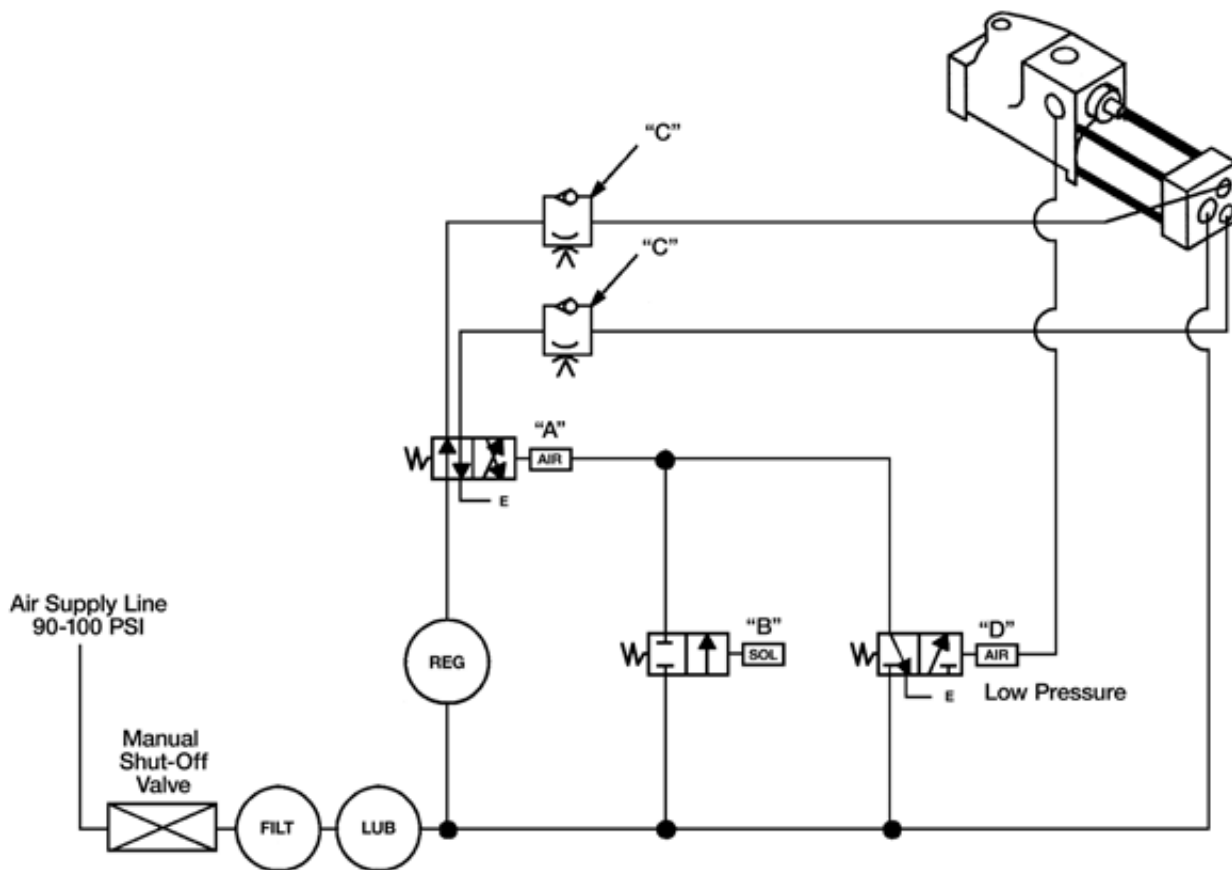 “C”
“C”
“A”
AIR
E
Air Supply Line
90-100 PSI
REG
“B”
SOL
“D”
AIR
E
Low Pressure
Manual
Shut-Off
Valve
FILT
LUB